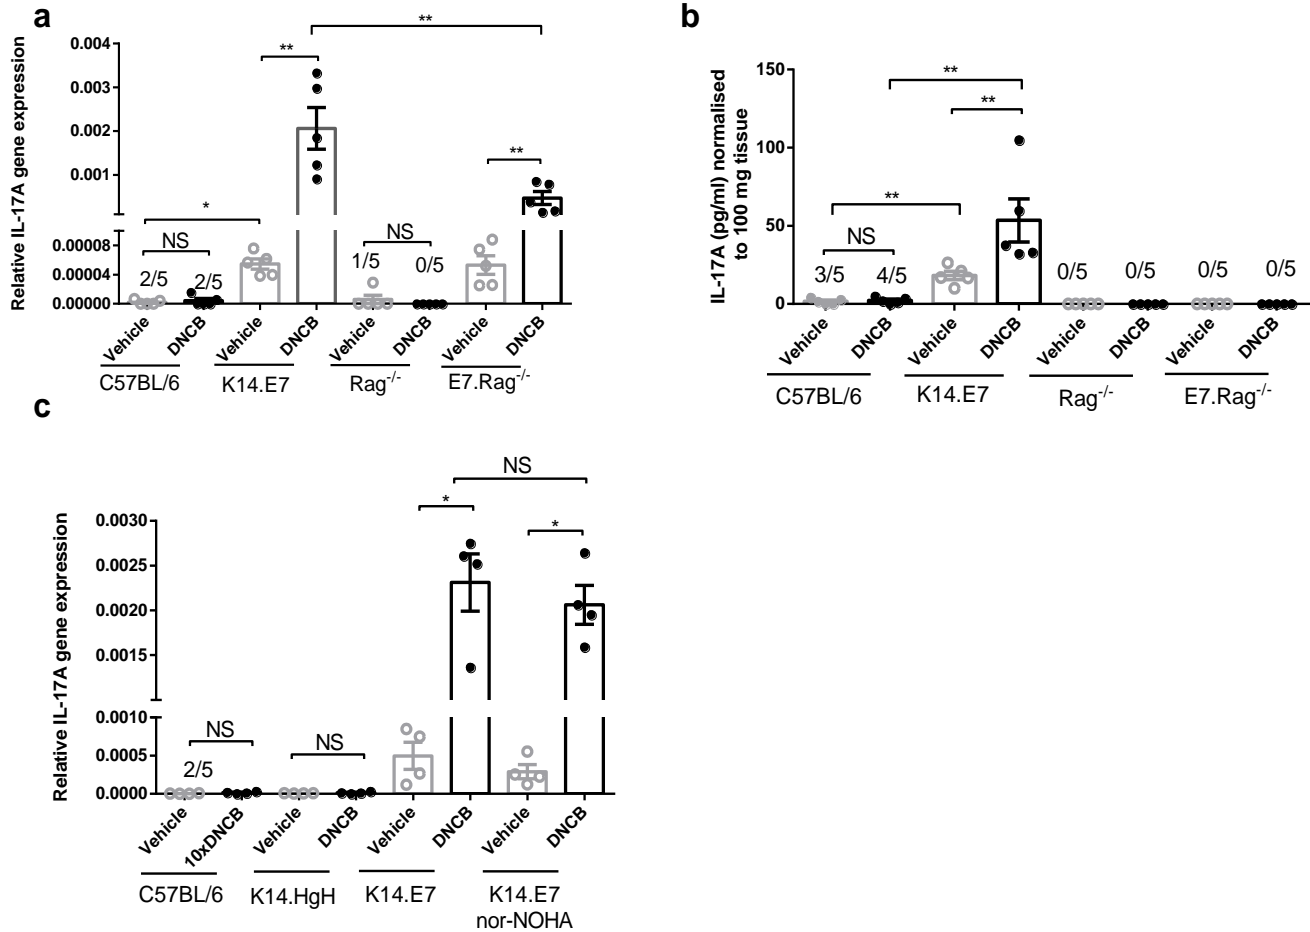 a
Relative IL-17A gene expression
0.004
0.003
0.002
0.001
0.00008
0.00004
0.00000
**
**
**
*
NS
NS
2/5
2/5
1/5
0/5
Vehicle
DNCB
Vehicle
DNCB
Vehicle
DNCB
Vehicle
DNCB
C57BL/6
K14.E7
Rag-/-
E7.Rag-/-
b
IL-17A (pg/ml) normalised
to 100 mg tissue
150
100
50
0
**
**
**
NS
3/5
4/5
0/5
0/5
0/5
0/5
Vehicle
DNCB
Vehicle
DNCB
Vehicle
DNCB
Vehicle
DNCB
C57BL/6
K14.E7
Rag-/-
E7.Rag-/-
c
Relative IL-17A gene expression
0.0030
0.0025
0.0020
0.0015
0.0010
0.0005
0.0000
NS
*
*
NS
NS
2/5
Vehicle
10xDNCB
Vehicle
DNCB
Vehicle
DNCB
Vehicle
DNCB
C57BL/6
K14.HgH
K14.E7
K14.E7
nor-NOHA